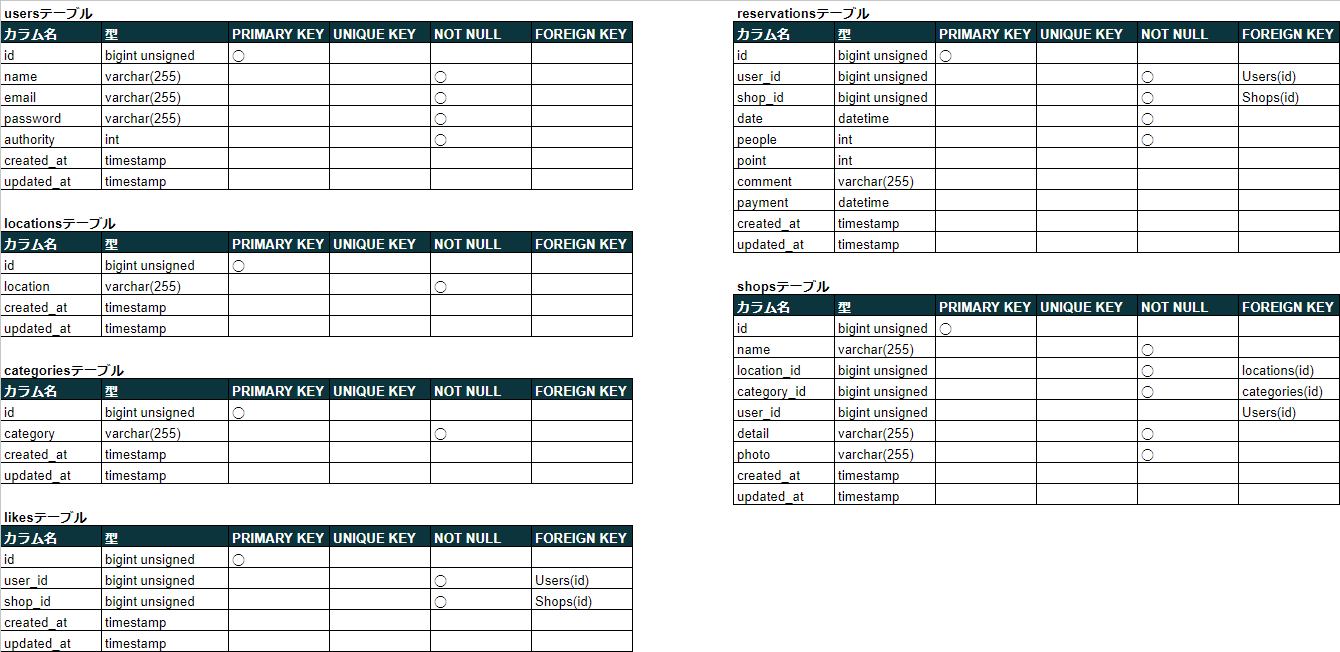 usersテーブル
カラム名 型 PRIMARY KEY UNIQUE KEY NOT NULL FOREIGN KEY
id bigint unsigned ○
name varchar(255) ○
email varchar(255) ○
password varchar(255) ○
authority int ○
created_at timestamp
updated_at timestamp
locationsテーブル
カラム名 型 PRIMARY KEY UNIQUE KEY NOT NULL FOREIGN KEY
id bigint unsigned ○
location varchar(255) ○
created_at timestamp
updated_at timestamp
categoriesテーブル
カラム名 型 PRIMARY KEY UNIQUE KEY NOT NULL FOREIGN KEY
id bigint unsigned ○
category varchar(255) ○
created_at timestamp
updated_at timestamp
likesテーブル
カラム名 型 PRIMARY KEY UNIQUE KEY NOT NULL FOREIGN KEY
id bigint unsigned ○
user_id bigint unsigned ○ Users(id)
shop_id bigint unsigned ○ Shops(id)
created_at timestamp
updated_at timestamp
reservationsテーブル
カラム名 型 PRIMARY KEY UNIQUE KEY NOT NULL FOREIGN KEY
id bigint unsigned ○
user_id bigint unsigned ○ Users(id)
shop_id bigint unsigned ○ Shops(id)
date datetime ○
people int ○
point int
comment varchar(255)
payment datetime
created_at timestamp
updated_at timestamp
shopsテーブル
カラム名 型 PRIMARY KEY UNIQUE KEY NOT NULL FOREIGN KEY
id bigint unsigned ○
name varchar(255) ○
location_id bigint unsigned ○ locations(id)
category_id bigint unsigned ○ categories(id)
user_id bigint unsigned Users(id)
detail varchar(255) ○
photo varchar(255) ○
created_at timestamp
updated_at timestamp